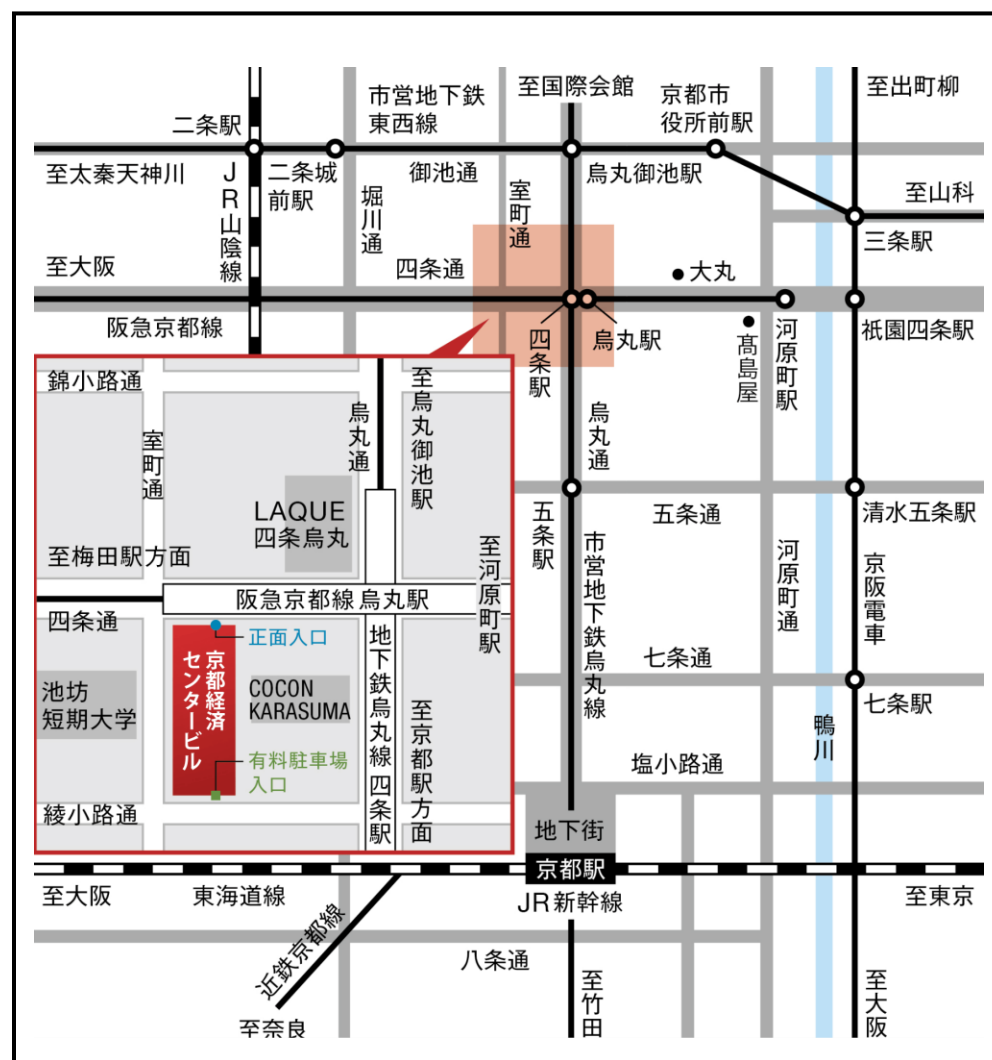 至国際会館
京都市
役所前駅
至出町柳
市営地下鉄
東西線
二条駅
至太秦天神川
JR山陰線
二条城
前駅
堀川通
御池通
室町通
烏丸御池駅
至山科
三条駅
至大阪
四条通
大丸
阪急京都線
四条駅
烏丸駅
髙島屋
河原町駅
祇園四条駅
錦小路通
室町通
烏丸通
至烏丸御池駅
LAQUE
四条烏丸
至梅田駅方面
至河原町駅
阪急京都線 烏丸駅
四条通
正面入口
京都経済
センタービル
池坊
短期大学
COCON
KARASUMA
地下鉄烏丸線 四条駅
至京都駅方面
有料駐車場
入口
綾小路通
烏丸通
五条駅
五条通
清水五条駅
市営地下鉄烏丸線
河原町通
京阪電車
七条通
七条駅
鴨川
塩小路通
地下街
京都駅
JR新幹線
至大阪
東海道線
至東京
近鉄京都線
至奈良
八条通
至竹田
至大阪